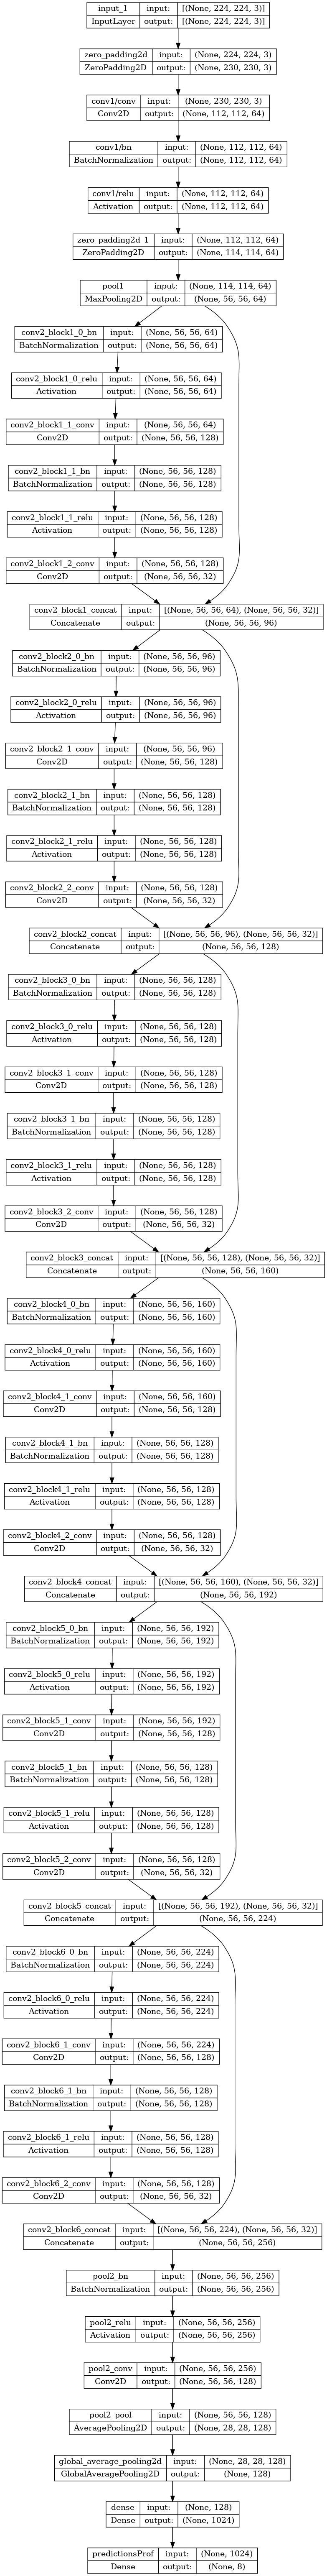 input_1 input: [(None, 224, 224, 3)]
InputLayer output: [(None, 224, 224, 3)]
zero_padding2d input: (None, 224, 224, 3)
ZeroPadding2D output: (None, 230, 230, 3)
conv1/conv input: (None, 230, 230, 3)
Conv2D output: (None, 112, 112, 64)
conv1/bn input: (None, 112, 112, 64)
BatchNormalization output: (None, 112, 112, 64)
conv1/relu input: (None, 112, 112, 64)
Activation output: (None, 112, 112, 64)
zero_padding2d_1 input: (None, 112, 112, 64)
ZeroPadding2D output: (None, 114, 114, 64)
pool1 input: (None, 114, 114, 64)
MaxPooling2D output: (None, 56, 56, 64)
conv2_block1_0_bn input: (None, 56, 56, 64)
BatchNormalization output: (None, 56, 56, 64)
conv2_block1_0_relu input: (None, 56, 56, 64)
Activation output: (None, 56, 56, 64)
conv2_block1_1_conv input: (None, 56, 56, 64)
Conv2D output: (None, 56, 56, 128)
conv2_block1_1_bn input: (None, 56, 56, 128)
BatchNormalization output: (None, 56, 56, 128)
conv2_block1_1_relu input: (None, 56, 56, 128)
Activation output: (None, 56, 56, 128)
conv2_block1_2_conv input: (None, 56, 56, 128)
Conv2D output: (None, 56, 56, 32)
conv2_block1_concat input: [(None, 56, 56, 64), (None, 56, 56, 32)]
Concatenate output: (None, 56, 56, 96)
conv2_block2_0_bn input: (None, 56, 56, 96)
BatchNormalization output: (None, 56, 56, 96)
conv2_block2_0_relu input: (None, 56, 56, 96)
Activation output: (None, 56, 56, 96)
conv2_block2_1_conv input: (None, 56, 56, 96)
Conv2D output: (None, 56, 56, 128)
conv2_block2_1_bn input: (None, 56, 56, 128)
BatchNormalization output: (None, 56, 56, 128)
conv2_block2_1_relu input: (None, 56, 56, 128)
Activation output: (None, 56, 56, 128)
conv2_block2_2_conv input: (None, 56, 56, 128)
Conv2D output: (None, 56, 56, 32)
conv2_block2_concat input: [(None, 56, 56, 96), (None, 56, 56, 32)]
Concatenate output: (None, 56, 56, 128)
conv2_block3_0_bn input: (None, 56, 56, 128)
BatchNormalization output: (None, 56, 56, 128)
conv2_block3_0_relu input: (None, 56, 56, 128)
Activation output: (None, 56, 56, 128)
conv2_block3_1_conv input: (None, 56, 56, 128)
Conv2D output: (None, 56, 56, 128)
conv2_block3_1_bn input: (None, 56, 56, 128)
BatchNormalization output: (None, 56, 56, 128)
conv2_block3_1_relu input: (None, 56, 56, 128)
Activation output: (None, 56, 56, 128)
conv2_block3_2_conv input: (None, 56, 56, 128)
Conv2D output: (None, 56, 56, 32)
conv2_block3_concat input: [(None, 56, 56, 128), (None, 56, 56, 32)]
Concatenate output: (None, 56, 56, 160)
conv2_block4_0_bn input: (None, 56, 56, 160)
BatchNormalization output: (None, 56, 56, 160)
conv2_block4_0_relu input: (None, 56, 56, 160)
Activation output: (None, 56, 56, 160)
conv2_block4_1_conv input: (None, 56, 56, 160)
Conv2D output: (None, 56, 56, 128)
conv2_block4_1_bn input: (None, 56, 56, 128)
BatchNormalization output: (None, 56, 56, 128)
conv2_block4_1_relu input: (None, 56, 56, 128)
Activation output: (None, 56, 56, 128)
conv2_block4_2_conv input: (None, 56, 56, 128)
Conv2D output: (None, 56, 56, 32)
conv2_block4_concat input: [(None, 56, 56, 160), (None, 56, 56, 32)]
Concatenate output: (None, 56, 56, 192)
conv2_block5_0_bn input: (None, 56, 56, 192)
BatchNormalization output: (None, 56, 56, 192)
conv2_block5_0_relu input: (None, 56, 56, 192)
Activation output: (None, 56, 56, 192)
conv2_block5_1_conv input: (None, 56, 56, 192)
Conv2D output: (None, 56, 56, 128)
conv2_block5_1_bn input: (None, 56, 56, 128)
BatchNormalization output: (None, 56, 56, 128)
conv2_block5_1_relu input: (None, 56, 56, 128)
Activation output: (None, 56, 56, 128)
conv2_block5_2_conv input: (None, 56, 56, 128)
Conv2D output: (None, 56, 56, 32)
conv2_block5_concat input: [(None, 56, 56, 192), (None, 56, 56, 32)]
Concatenate output: (None, 56, 56, 224)
conv2_block6_0_bn input: (None, 56, 56, 224)
BatchNormalization output: (None, 56, 56, 224)
conv2_block6_0_relu input: (None, 56, 56, 224)
Activation output: (None, 56, 56, 224)
conv2_block6_1_conv input: (None, 56, 56, 224)
Conv2D output: (None, 56, 56, 128)
conv2_block6_1_bn input: (None, 56, 56, 128)
BatchNormalization output: (None, 56, 56, 128)
conv2_block6_1_relu input: (None, 56, 56, 128)
Activation output: (None, 56, 56, 128)
conv2_block6_2_conv input: (None, 56, 56, 128)
Conv2D output: (None, 56, 56, 32)
conv2_block6_concat input: [(None, 56, 56, 224), (None, 56, 56, 32)]
Concatenate output: (None, 56, 56, 256)
pool2_bn input: (None, 56, 56, 256)
BatchNormalization output: (None, 56, 56, 256)
pool2_relu input: (None, 56, 56, 256)
Activation output: (None, 56, 56, 256)
pool2_conv input: (None, 56, 56, 256)
Conv2D output: (None, 56, 56, 128)
pool2_pool input: (None, 56, 56, 128)
AveragePooling2D output: (None, 28, 28, 128)
global_average_pooling2d input: (None, 28, 28, 128)
GlobalAveragePooling2D output: (None, 128)
dense input: (None, 128)
Dense output: (None, 1024)
predictionsProf input: (None, 1024)
Dense output: (None, 8)